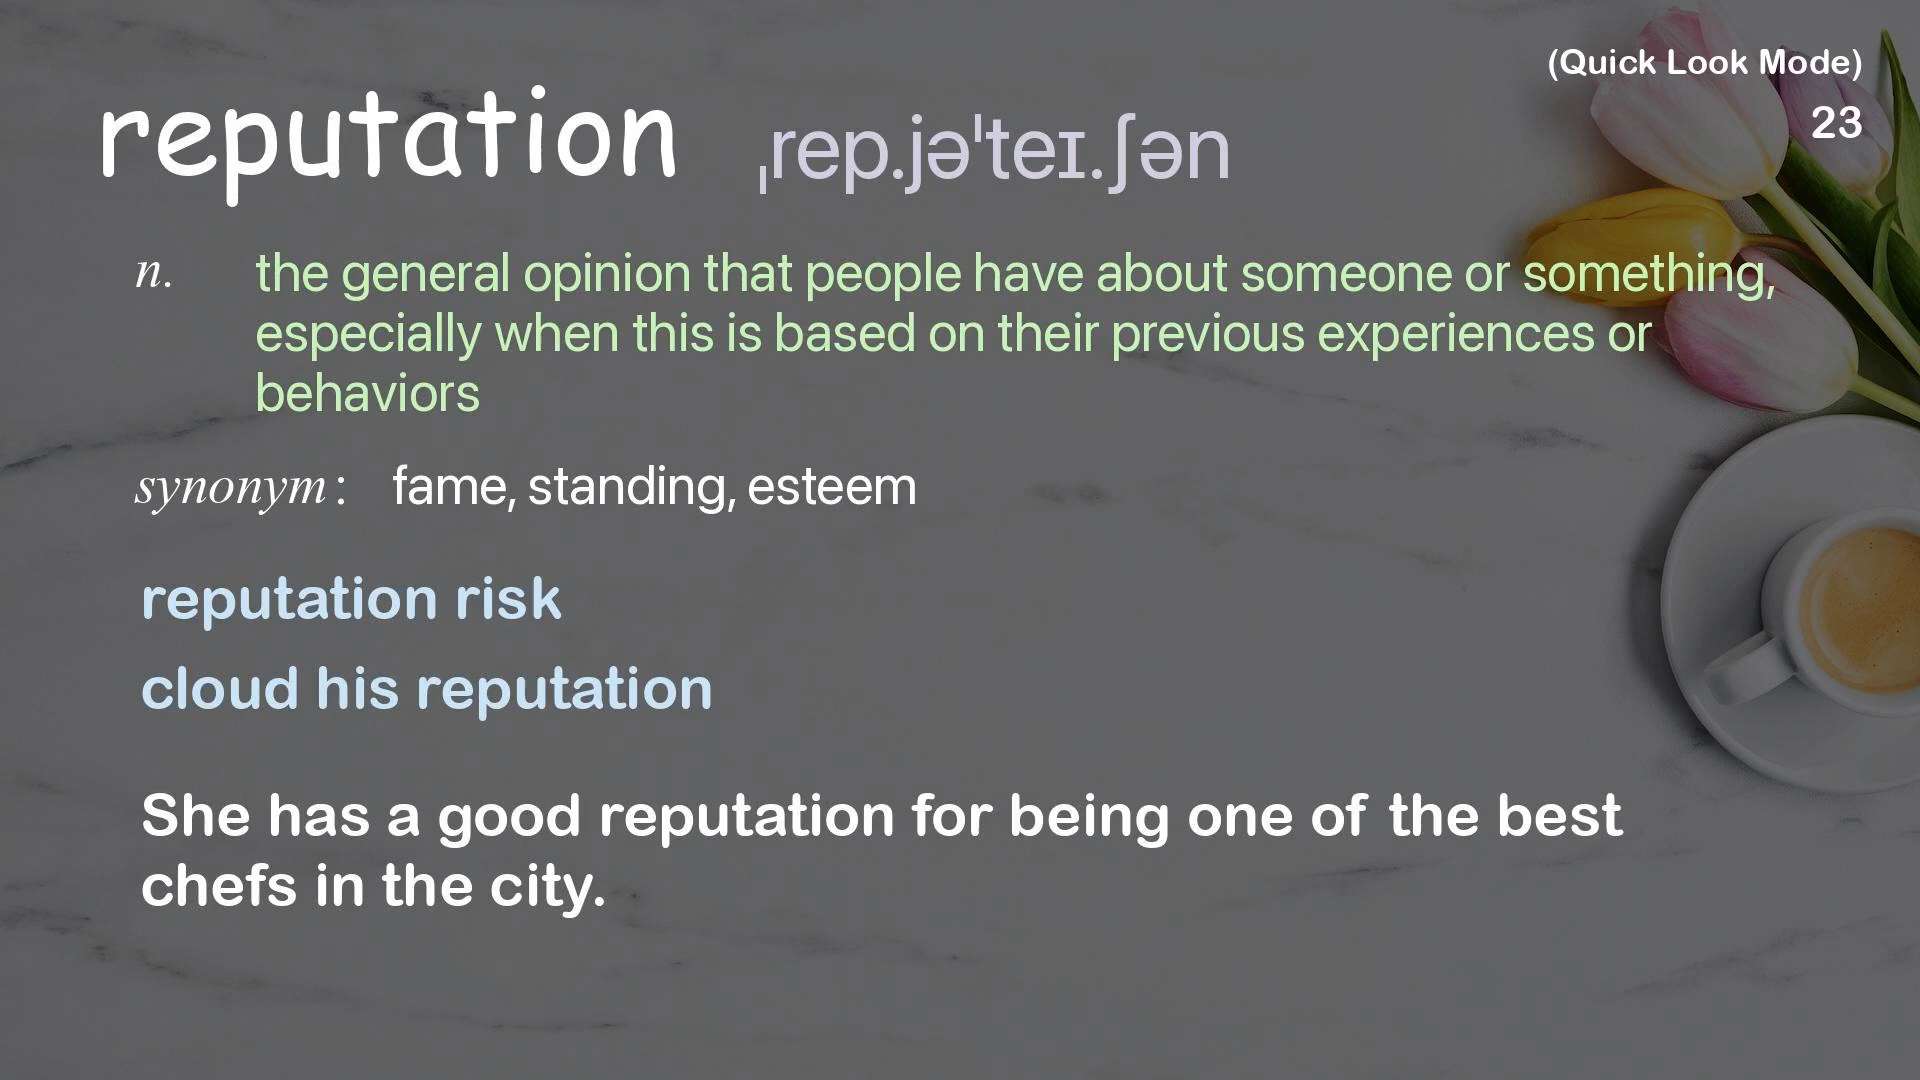 (Quick Look Mode)
23
reputation ˌrep.jəˈteɪ.ʃən
n. the general opinion that people have about someone or something,
especially when this is based on their previous experiences or
behaviors
synonym: fame, standing, esteem
reputation risk
cloud his reputation
She has a good reputation for being one of the best
chefs in the city.